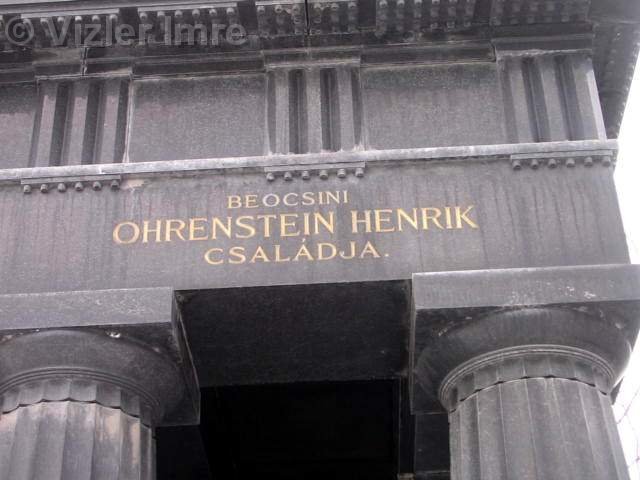 © Vizler Imre
BEOCSINI
OHRENSTEIN HENRIK
CSALÁDJA.